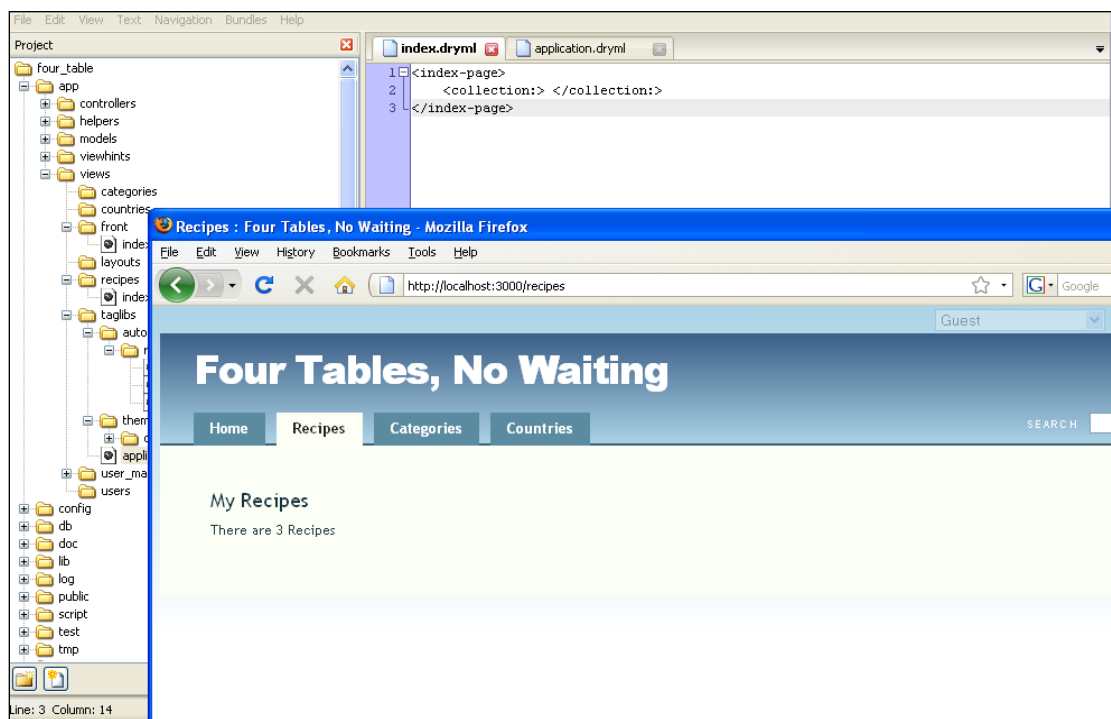 File Edit View Text Navigation Bundles Help
Project
index.dryml application.dryml
1 <index-page>
2 <collection:> </collection:>
3 </index-page>
four_table
app
controllers
helpers
models
viewhints
views
categories
countries
front
layouts
recipes
taglibs
auto
users
config
db
doc
lib
log
public
script
test
tmp
Line: 3 Column: 14
Recipes : Four Tables, No Waiting - Mozilla Firefox
File Edit View History Bookmarks Tools Help
http://localhost:3000/recipes
G Google
Guest
Four Tables, No Waiting
Home Recipes Categories Countries
SEARCH
My Recipes
There are 3 Recipes